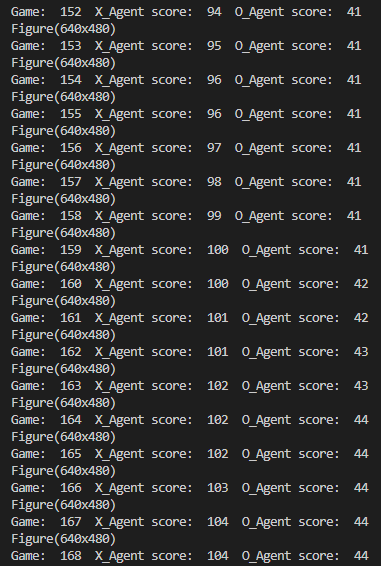 Game:  152  X_Agent score:  94  O_Agent score:  41
Figure(640x480)
Game:  153  X_Agent score:  95  O_Agent score:  41
Figure(640x480)
Game:  154  X_Agent score:  96  O_Agent score:  41
Figure(640x480)
Game:  155  X_Agent score:  96  O_Agent score:  41
Figure(640x480)
Game:  156  X_Agent score:  97  O_Agent score:  41
Figure(640x480)
Game:  157  X_Agent score:  98  O_Agent score:  41
Figure(640x480)
Game:  158  X_Agent score:  99  O_Agent score:  41
Figure(640x480)
Game:  159  X_Agent score:  100  O_Agent score:  41
Figure(640x480)
Game:  160  X_Agent score:  100  O_Agent score:  42
Figure(640x480)
Game:  161  X_Agent score:  101  O_Agent score:  42
Figure(640x480)
Game:  162  X_Agent score:  101  O_Agent score:  43
Figure(640x480)
Game:  163  X_Agent score:  102  O_Agent score:  43
Figure(640x480)
Game:  164  X_Agent score:  102  O_Agent score:  44
Figure(640x480)
Game:  165  X_Agent score:  102  O_Agent score:  44
Figure(640x480)
Game:  166  X_Agent score:  103  O_Agent score:  44
Figure(640x480)
Game:  167  X_Agent score:  104  O_Agent score:  44
Figure(640x480)
Game:  168  X_Agent score:  104  O_Agent score:  44